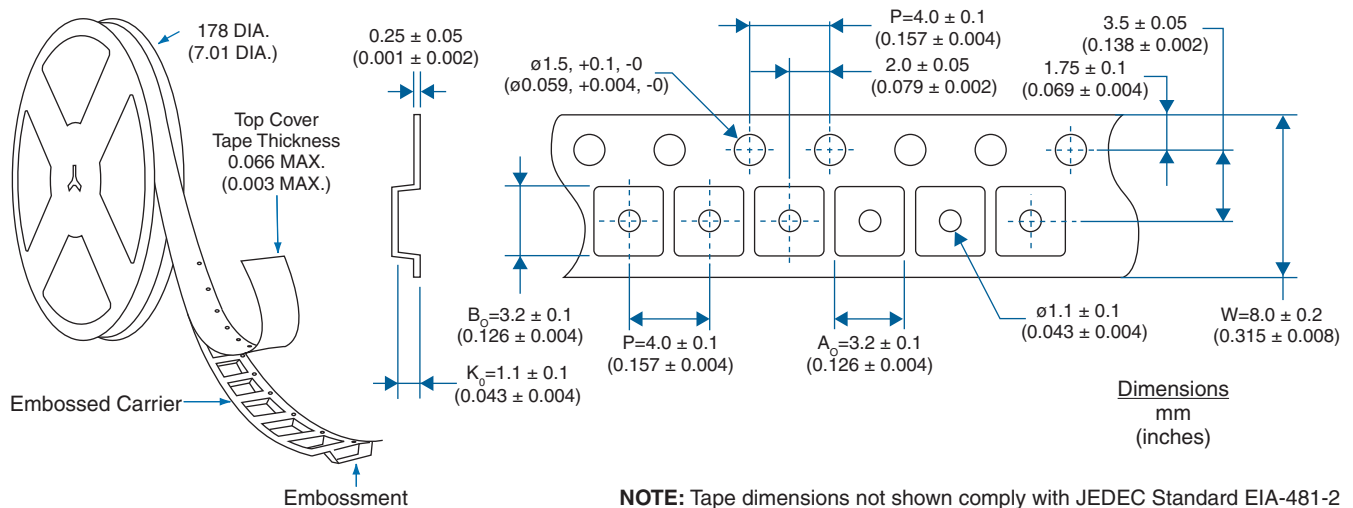 178 DIA.
(7.01 DIA.)
0.25 ± 0.05
(0.001 ± 0.002)
P=4.0 ± 0.1
(0.157 ± 0.004)
3.5 ± 0.05
(0.138 ± 0.002)
ø1.5, +0.1, -0
(ø0.059, +0.004, -0)
2.0 ± 0.05
(0.079 ± 0.002)
1.75 ± 0.1
(0.069 ± 0.004)
Top Cover
Tape Thickness
0.066 MAX.
(0.003 MAX.)
B₀=3.2 ± 0.1
(0.126 ± 0.004)
P=4.0 ± 0.1
(0.157 ± 0.004)
A₀=3.2 ± 0.1
(0.126 ± 0.004)
ø1.1 ± 0.1
(0.043 ± 0.004)
W=8.0 ± 0.2
(0.315 ± 0.008)
K₀=1.1 ± 0.1
(0.043 ± 0.004)
Embossed Carrier
Embossment
Dimensions
mm
(inches)
NOTE: Tape dimensions not shown comply with JEDEC Standard EIA-481-2